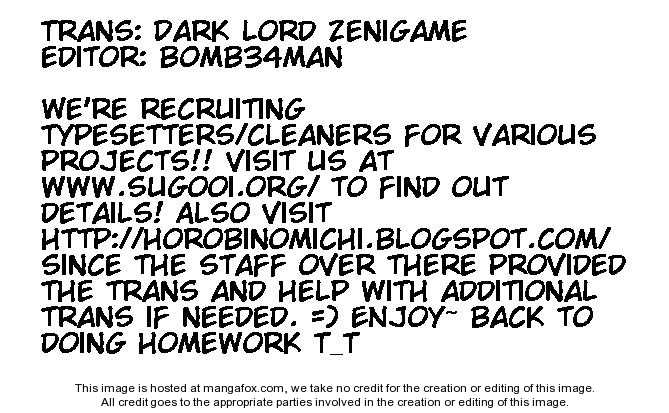 TRANS: DARK LORD ZENIGAME
EDITOR: BOMB34MAN
WE'RE RECRUITING
TYPESETTERS/CLEANERS FOR VARIOUS
PROJECTS!! VISIT US AT
WWW.SUGOOI.ORG/ TO FIND OUT
DETAILS! ALSO VISIT
HTTP://HOROBINOMICHI.BLOGSPOT.COM/
SINCE THE STAFF OVER THERE PROVIDED
THE TRANS AND HELP WITH ADDITIONAL
TRANS IF NEEDED. =) ENJOY~ BACK TO
DOING HOMEWORK T_T
This image is hosted at mangafox.com, we take no credit for the creation or editing of this image.
All credit goes to the appropriate parties involved in the creation or editing of this image.